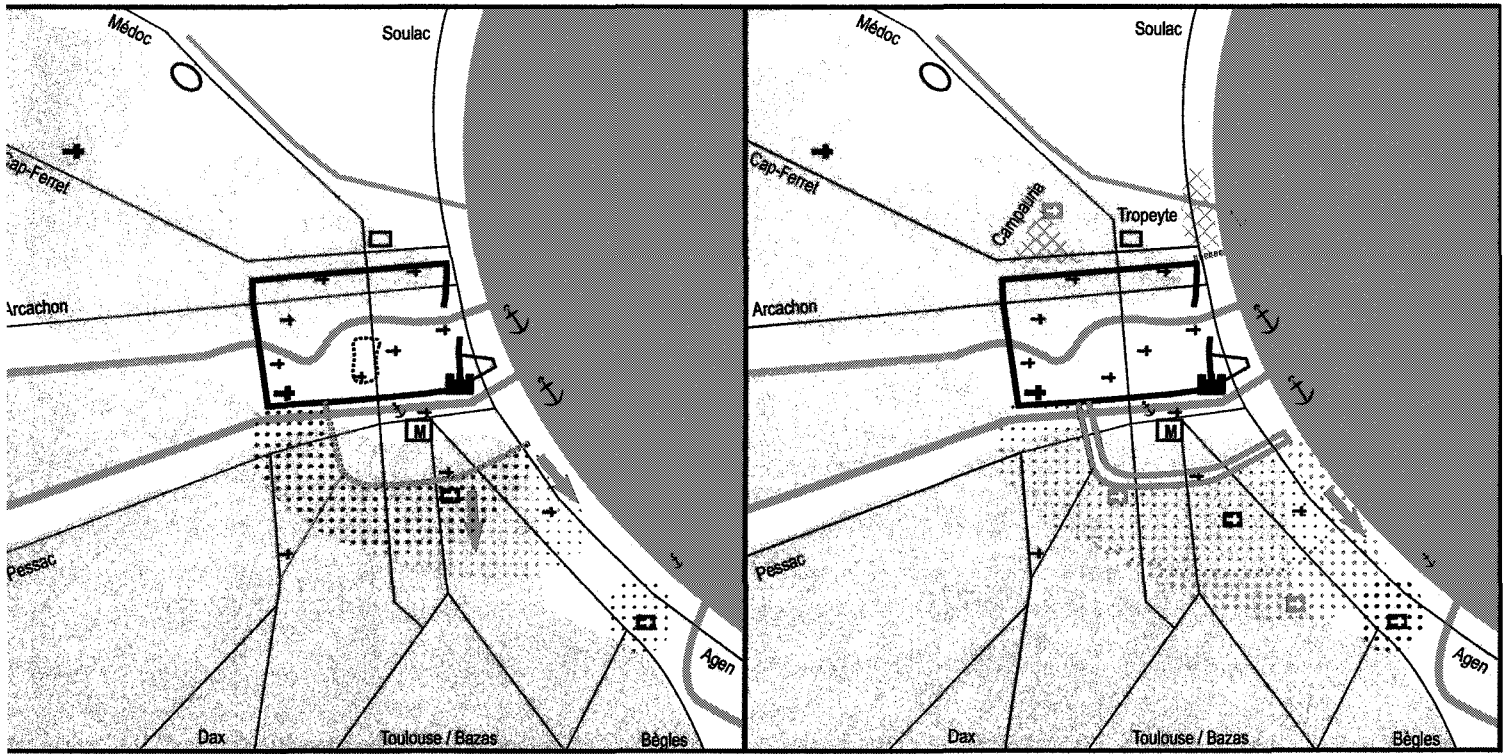 Médoc
Soulac
Cap-Ferret
Arcachon
M
Pessac
Agen
Dax
Toulouse / Bazas
Bègles
Médoc
Soulac
Cap-Ferret
Campaure
Tropeyte
Arcachon
M
Pessac
Agen
Dax
Toulouse / Bazas
Bègles